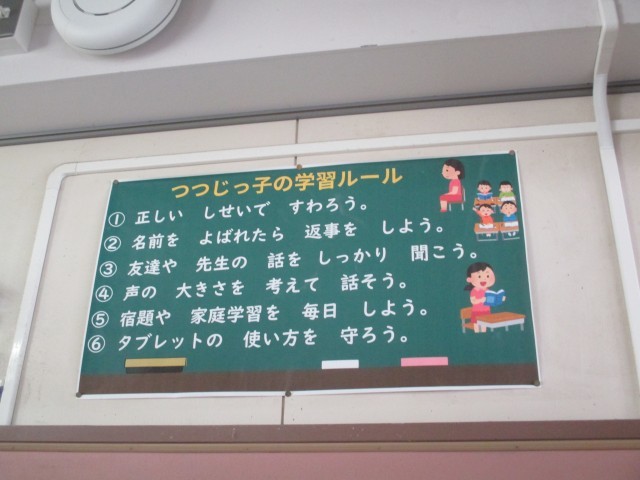 つつじっ子の学習ルール
① 正しい しせいで すわろう。
② 名前を よばれたら 返事を しよう。
③ 友達や 先生の 話を しっかり 聞こう。
④ 声の 大きさを 考えて 話そう。
⑤ 宿題や 家庭学習を 毎日 しよう。
⑥ タブレットの 使い方を 守ろう。